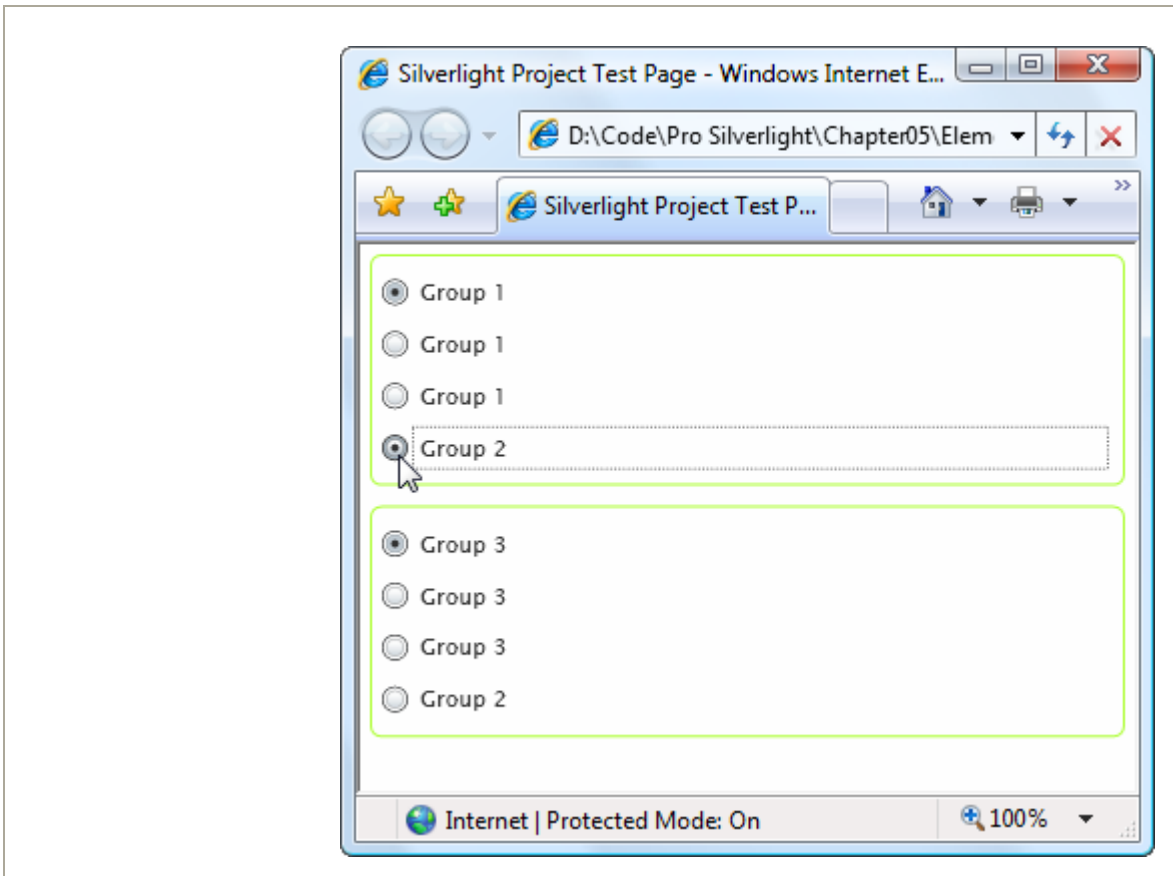 Silverlight Project Test Page - Windows Internet E...
D:\Code\Pro Silverlight\Chapter05\Elem
Silverlight Project Test P...
Group 1
Group 1
Group 1
Group 2
Group 3
Group 3
Group 3
Group 2
Internet | Protected Mode: On
100%